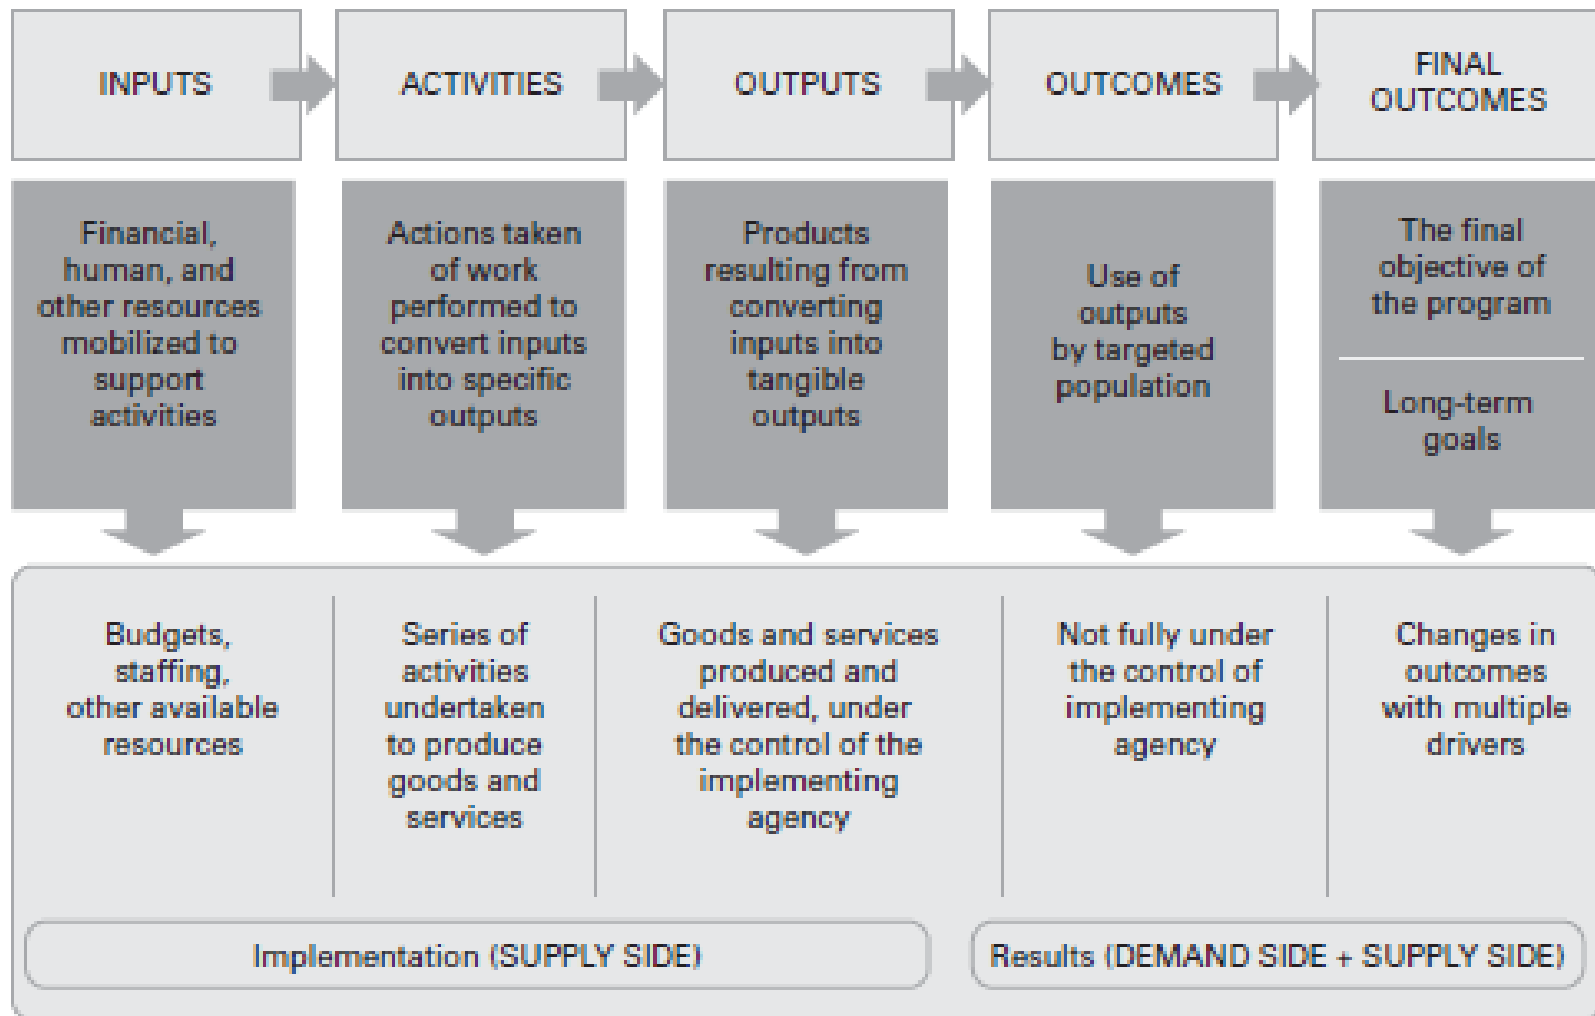 INPUTS
ACTIVITIES
OUTPUTS
OUTCOMES
FINAL
OUTCOMES
Financial,
human, and
other resources
mobilized to
support
activities
Actions taken
of work
performed to
convert inputs
into specific
outputs
Products
resulting from
converting
inputs into
tangible
outputs
Use of
outputs
by targeted
population
The final
objective of
the program
Long-term
goals
Budgets,
staffing,
other available
resources
Series of
activities
undertaken
to produce
goods and
services
Goods and services
produced and
delivered, under
the control of the
implementing
agency
Not fully under
the control of
implementing
agency
Changes in
outcomes
with multiple
drivers
Implementation (SUPPLY SIDE)
Results (DEMAND SIDE + SUPPLY SIDE)